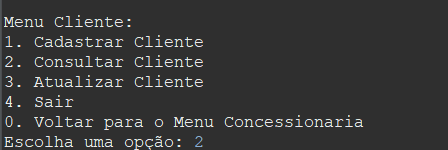 Menu Cliente:
1. Cadastrar Cliente
2. Consultar Cliente
3. Atualizar Cliente
4. Sair
0. Voltar para o Menu Concessionaria
Escolha uma opção: 2